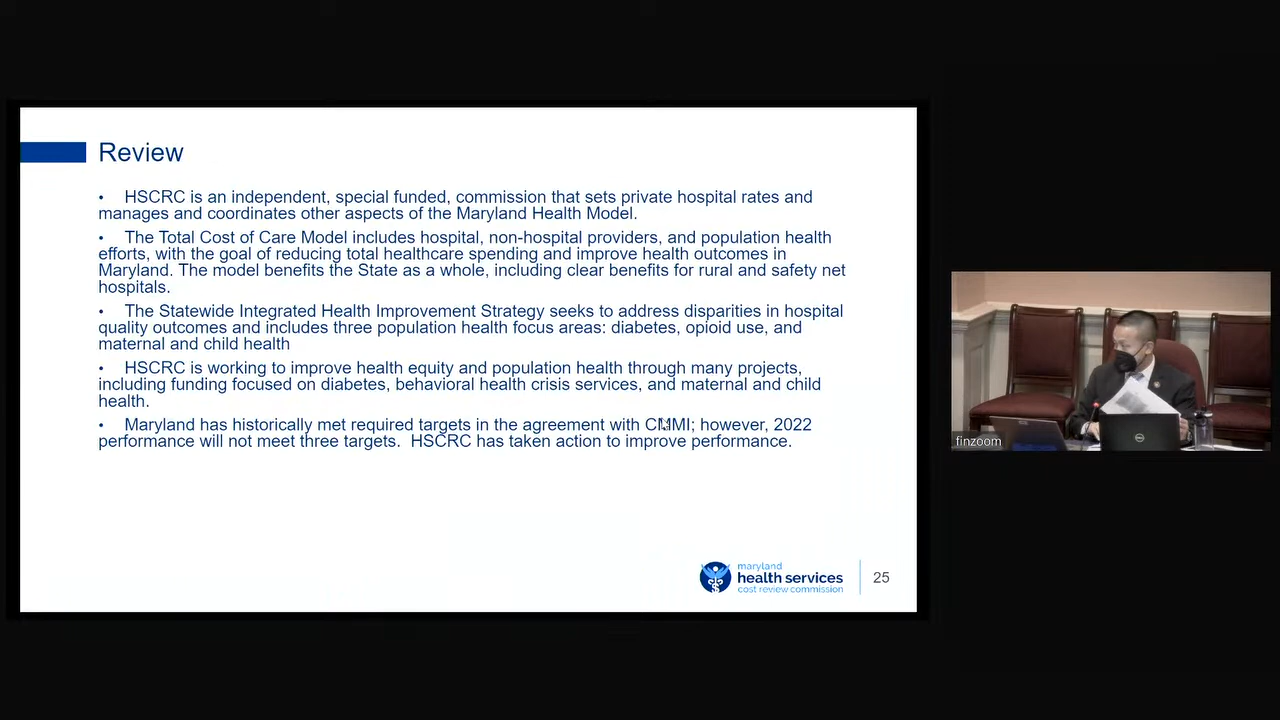 Review
• HSCRC is an independent, special funded, commission that sets private hospital rates and
manages and coordinates other aspects of the Maryland Health Model.
• The Total Cost of Care Model includes hospital, non-hospital providers, and population health
efforts, with the goal of reducing total healthcare spending and improve health outcomes in
Maryland. The model benefits the State as a whole, including clear benefits for rural and safety net
hospitals.
• The Statewide Integrated Health Improvement Strategy seeks to address disparities in hospital
quality outcomes and includes three population health focus areas: diabetes, opioid use, and
maternal and child health
• HSCRC is working to improve health equity and population health through many projects,
including funding focused on diabetes, behavioral health crisis services, and maternal and child
health.
• Maryland has historically met required targets in the agreement with CMMI; however, 2022
performance will not meet three targets.  HSCRC has taken action to improve performance.
maryland
health services
cost review commission
25
finzoom
DELL